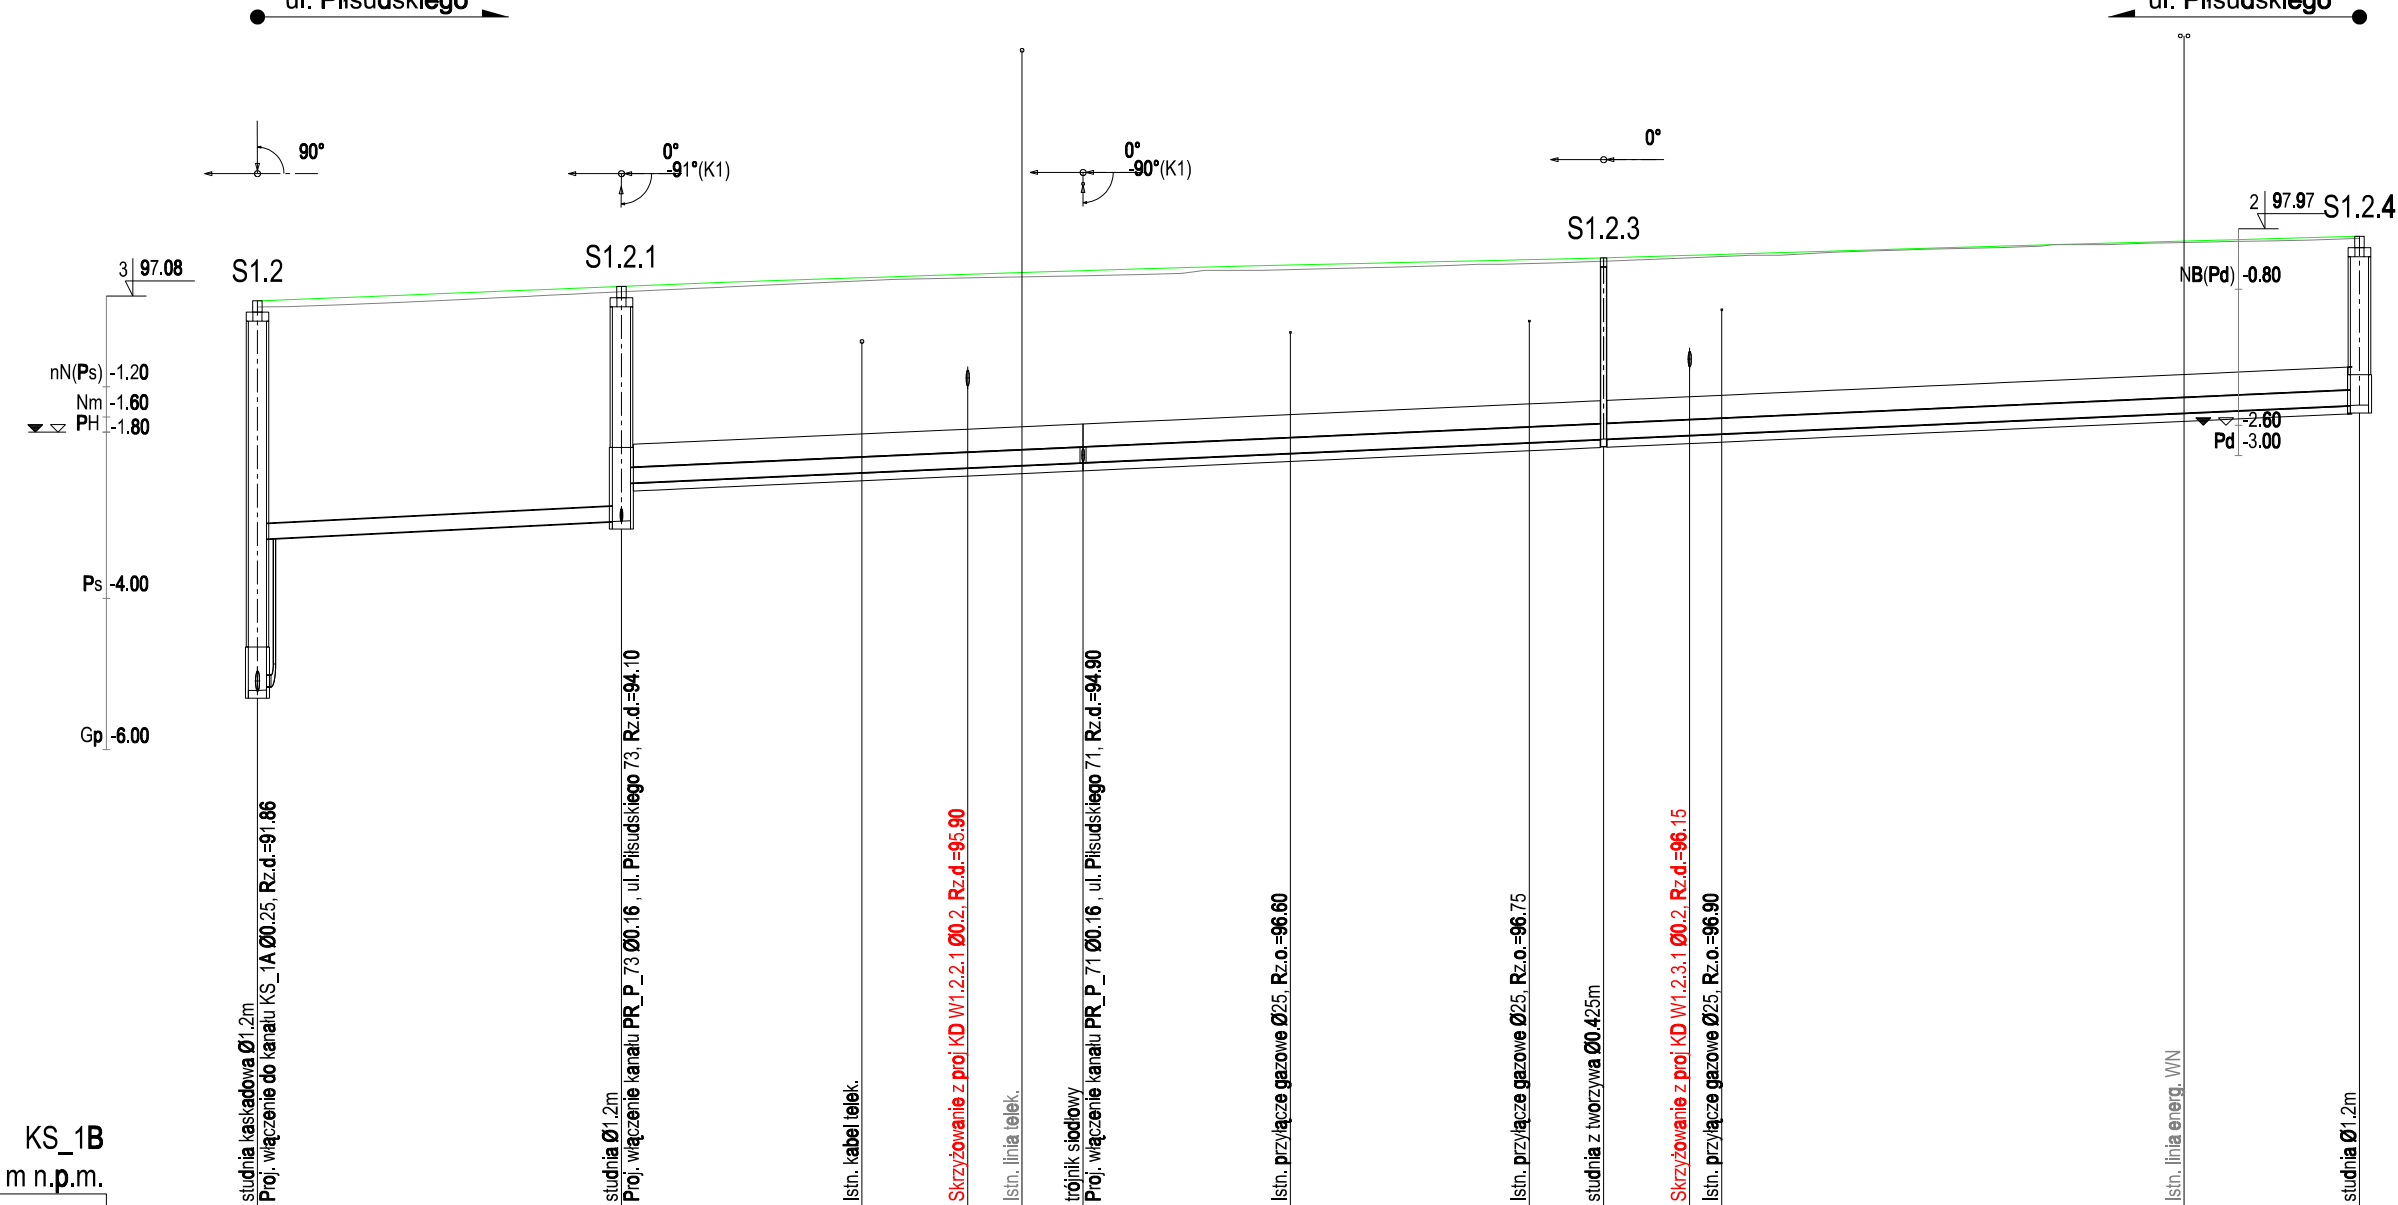 ul. Piłsudskiego
ul. Piłsudskiego
90°
0°
-91°(K1)
0°
-90°(K1)
0°
2 97.97
S1.2.4
S1.2.3
S1.2.1
S1.2
3 97.08
NB(Pd) -0.80
nN(Ps) -1.20
Nm -1.60
PH -1.80
-2.60
Pd -3.00
Ps -4.00
Gp -6.00
studnia kaskadowa Ø1.2m
Proj. włączenie do kanału KS_1A Ø0.25, Rz.d.=91.86
studnia Ø1.2m
Proj. włączenie kanału PR_P_73 Ø0.16 , ul. Piłsudskiego 73, Rz.d.=94.10
Istn. kabel telek.
Skrzyżowanie z proj KD W1.2.2.1 Ø0.2, Rz.d.=95.90
Istn. linia telek.
trójnik siodłowy
Proj. włączenie kanału PR_P_71 Ø0.16 , ul. Piłsudskiego 71, Rz.d.=94.90
Istn. przyłącze gazowe Ø25, Rz.o.=96.60
Istn. przyłącze gazowe Ø25, Rz.o.=96.75
studnia z tworzywa Ø0.425m
Skrzyżowanie z proj KD W1.2.3.1 Ø0.2, Rz.d.=96.15
Istn. przyłącze gazowe Ø25, Rz.o.=96.90
Istn. linia energ. WN
studnia Ø1.2m
KS_1B
m n.p.m.